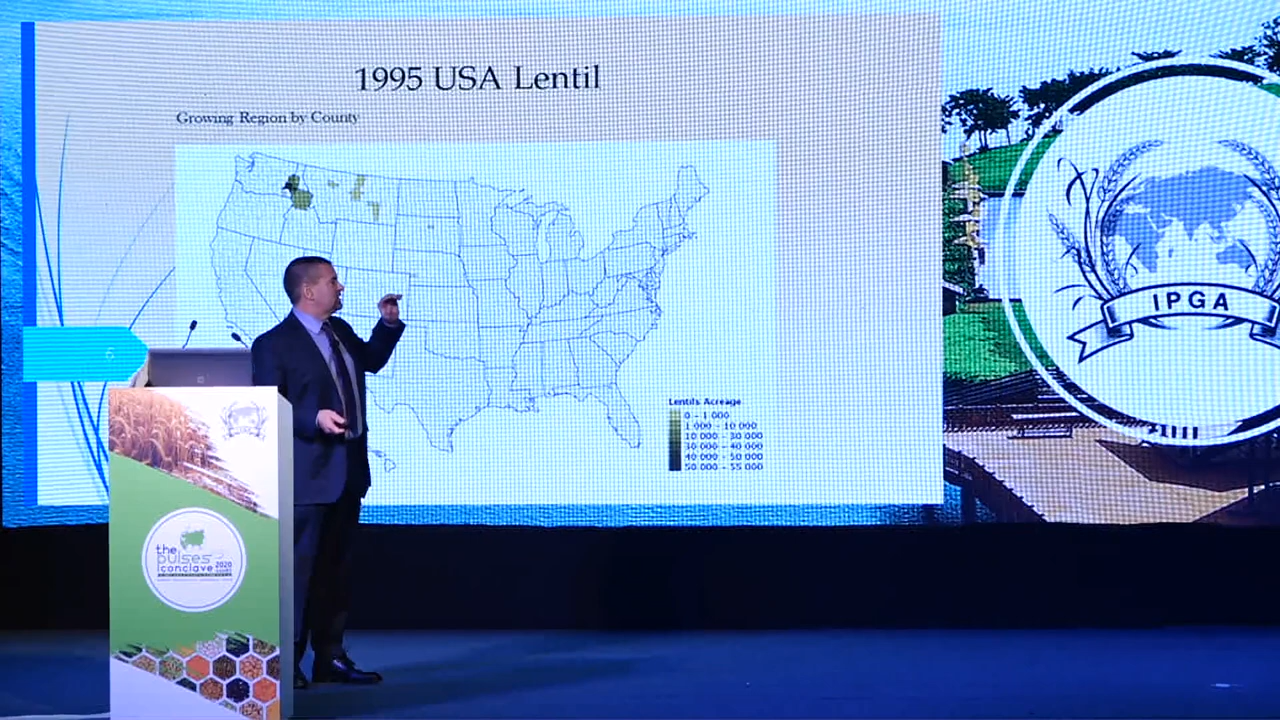 1995 USA Lentil
Growing Region by County
6
Lentils Acreage
0 - 1 000
1 000 - 10 000
10 000 - 30 000
30 000 - 40 000
40 000 - 50 000
50 000 - 55 000
IPGA
the
pulses
conclave 2020